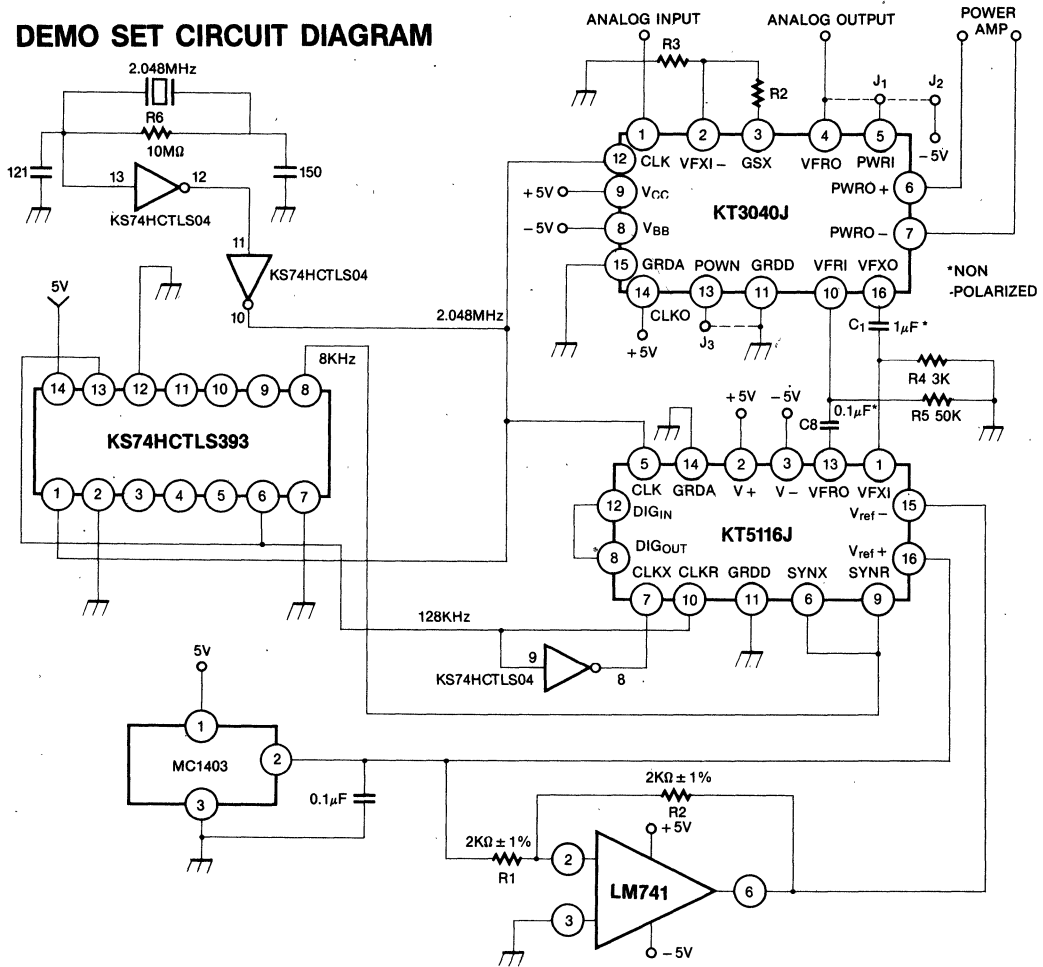 DEMO SET CIRCUIT DIAGRAM
ANALOG INPUT
ANALOG OUTPUT
POWER
AMP
2.048MHz
R6
10MΩ
121
150
13
12
KS74HCTLS04
11
KS74HCTLS04
10
R3
R2
J1
J2
-5V
1
2
3
4
5
12
CLK
VFXI-
GSX
VFRO
PWRI
+5V
9
VCC
KT3040J
PWRO+
6
-5V
8
VBB
PWRO-
7
15
GRDA
POWN
GRDD
VFRI
VFXO
14
13
11
10
16
CLKO
+5V
J3
*NON
-POLARIZED
C1
1μF*
R4 3K
R5 50K
C8
0.1μF*
5V
8KHz
2.048MHz
14
13
12
11
10
9
8
KS74HCTLS393
1
2
3
4
5
6
7
+5V
-5V
5
14
2
3
13
1
CLK
GRDA
V+
V-
VFRO
VFXI
12
DIGIN
Vref-
15
KT5116J
8
DIGOUT
Vref+
16
CLKX
CLKR
GRDD
SYNX
SYNR
7
10
11
6
9
128KHz
9
KS74HCTLS04
8
5V
1
MC1403
2
3
0.1μF
2KΩ±1%
R2
2KΩ±1%
R1
+5V
2
LM741
6
3
-5V